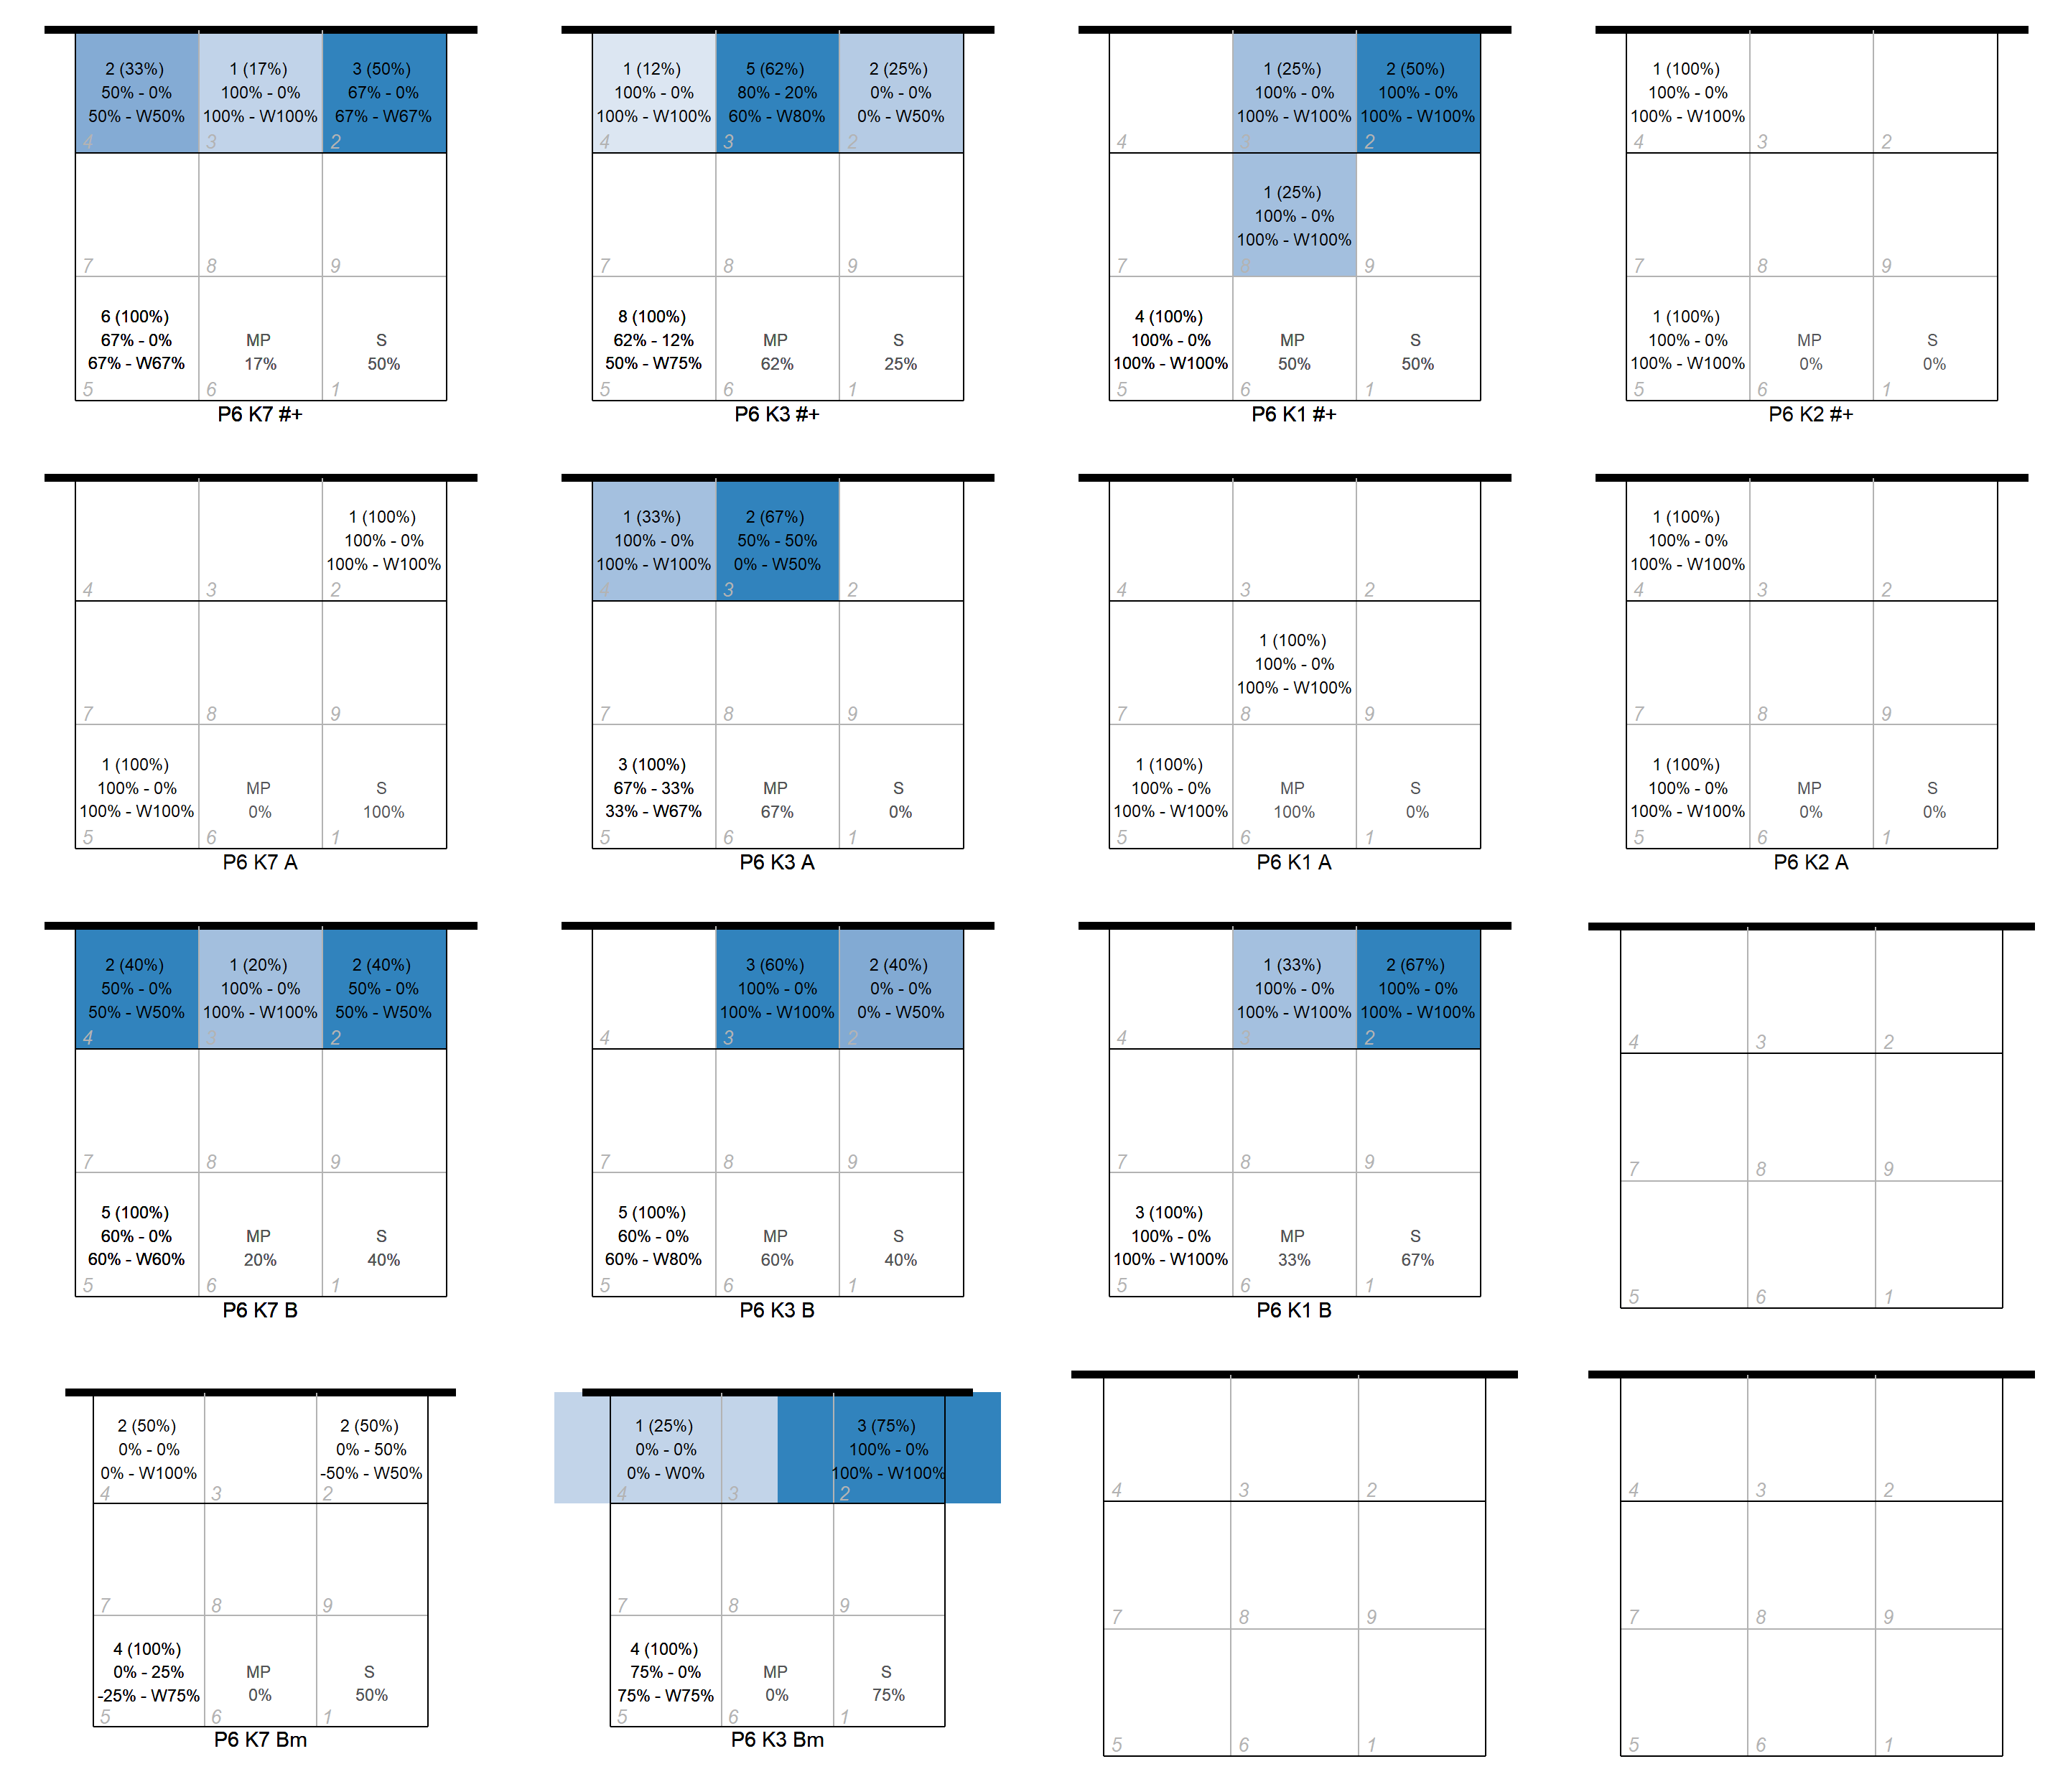 2 (33%)
50% - 0%
50% - W50%
4
1 (17%)
100% - 0%
100% - W100%
3
3 (50%)
67% - 0%
67% - W67%
2
7
8
9
6 (100%)
67% - 0%
67% - W67%
5
MP
17%
6
S
50%
1
P6 K7 #+
1 (12%)
100% - 0%
100% - W100%
4
5 (62%)
80% - 20%
60% - W80%
3
2 (25%)
0% - 0%
0% - W50%
2
7
8
9
8 (100%)
62% - 12%
50% - W75%
5
MP
62%
6
S
25%
1
P6 K3 #+
4
1 (25%)
100% - 0%
100% - W100%
3
2 (50%)
100% - 0%
100% - W100%
2
7
1 (25%)
100% - 0%
100% - W100%
8
9
4 (100%)
100% - 0%
100% - W100%
5
MP
50%
6
S
50%
1
P6 K1 #+
1 (100%)
100% - 0%
100% - W100%
4
3
2
7
8
9
1 (100%)
100% - 0%
100% - W100%
5
MP
0%
6
S
0%
1
P6 K2 #+
4
3
1 (100%)
100% - 0%
100% - W100%
2
7
8
9
1 (100%)
100% - 0%
100% - W100%
5
MP
0%
6
S
100%
1
P6 K7 A
1 (33%)
100% - 0%
100% - W100%
4
2 (67%)
50% - 50%
0% - W50%
3
2
7
8
9
3 (100%)
67% - 33%
33% - W67%
5
MP
67%
6
S
0%
1
P6 K3 A
4
3
2
7
1 (100%)
100% - 0%
100% - W100%
8
9
1 (100%)
100% - 0%
100% - W100%
5
MP
100%
6
S
0%
1
P6 K1 A
1 (100%)
100% - 0%
100% - W100%
4
3
2
7
8
9
1 (100%)
100% - 0%
100% - W100%
5
MP
0%
6
S
0%
1
P6 K2 A
2 (40%)
50% - 0%
50% - W50%
4
1 (20%)
100% - 0%
100% - W100%
3
2 (40%)
50% - 0%
50% - W50%
2
7
8
9
5 (100%)
60% - 0%
60% - W60%
5
MP
20%
6
S
40%
1
P6 K7 B
4
3 (60%)
100% - 0%
100% - W100%
3
2 (40%)
0% - 0%
0% - W50%
2
7
8
9
5 (100%)
60% - 0%
60% - W80%
5
MP
60%
6
S
40%
1
P6 K3 B
4
1 (33%)
100% - 0%
100% - W100%
3
2 (67%)
100% - 0%
100% - W100%
2
7
8
9
3 (100%)
100% - 0%
100% - W100%
5
MP
33%
6
S
67%
1
P6 K1 B
4
3
2
7
8
9
5
6
1
2 (50%)
0% - 0%
0% - W100%
4
3
2 (50%)
0% - 50%
-50% - W50%
2
7
8
9
4 (100%)
0% - 25%
-25% - W75%
5
MP
0%
6
S
50%
1
P6 K7 Bm
1 (25%)
0% - 0%
0% - W0%
4
3
3 (75%)
100% - 0%
100% - W100%
2
7
8
9
4 (100%)
75% - 0%
75% - W75%
5
MP
0%
6
S
75%
1
P6 K3 Bm
4
3
2
7
8
9
5
6
1
4
3
2
7
8
9
5
6
1